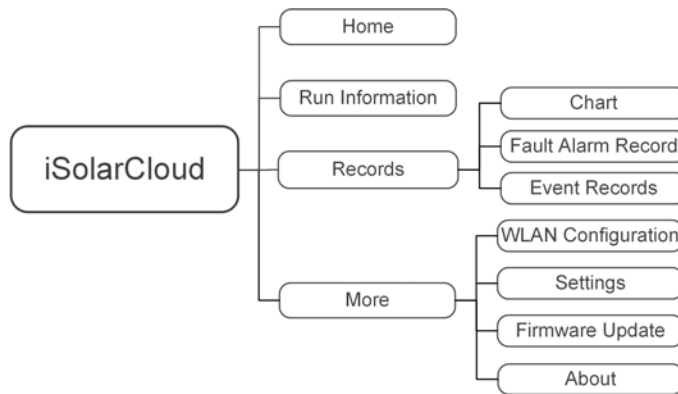 iSolarCloud
Home
Run Information
Records
Chart
Fault Alarm Record
Event Records
More
WLAN Configuration
Settings
Firmware Update
About